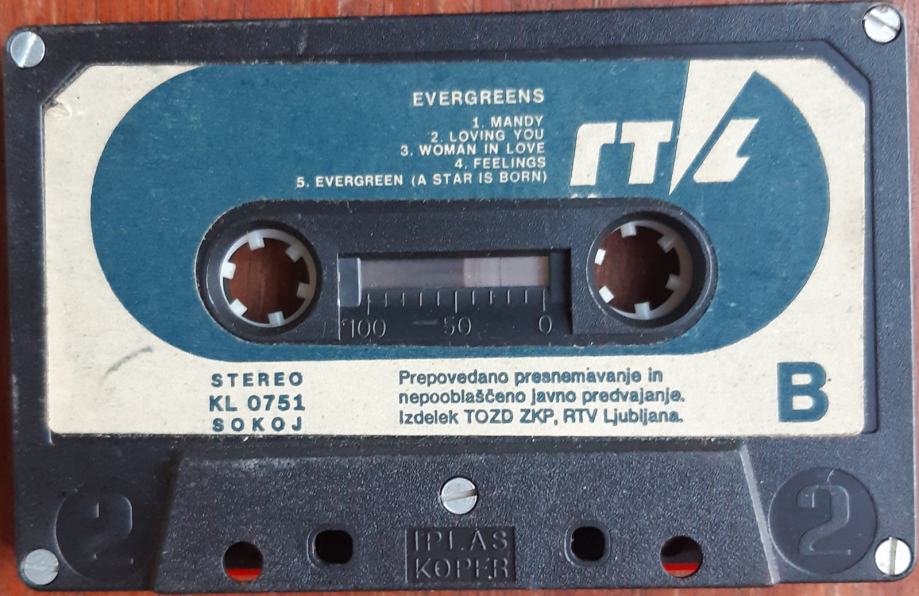 EVERGREENS
1. MANDY
2. LOVING YOU
3. WOMAN IN LOVE
4. FEELINGS
5. EVERGREEN (A STAR IS BORN)
RTVL
100 50 0
STEREO
KL 0751
SOKOJ
Prepovedano presnemavanje in
nepooblaščeno javno predvajanje.
Izdelek TOZD ZKP, RTV Ljubljana.
B
2
2
IPLAS
KOPER